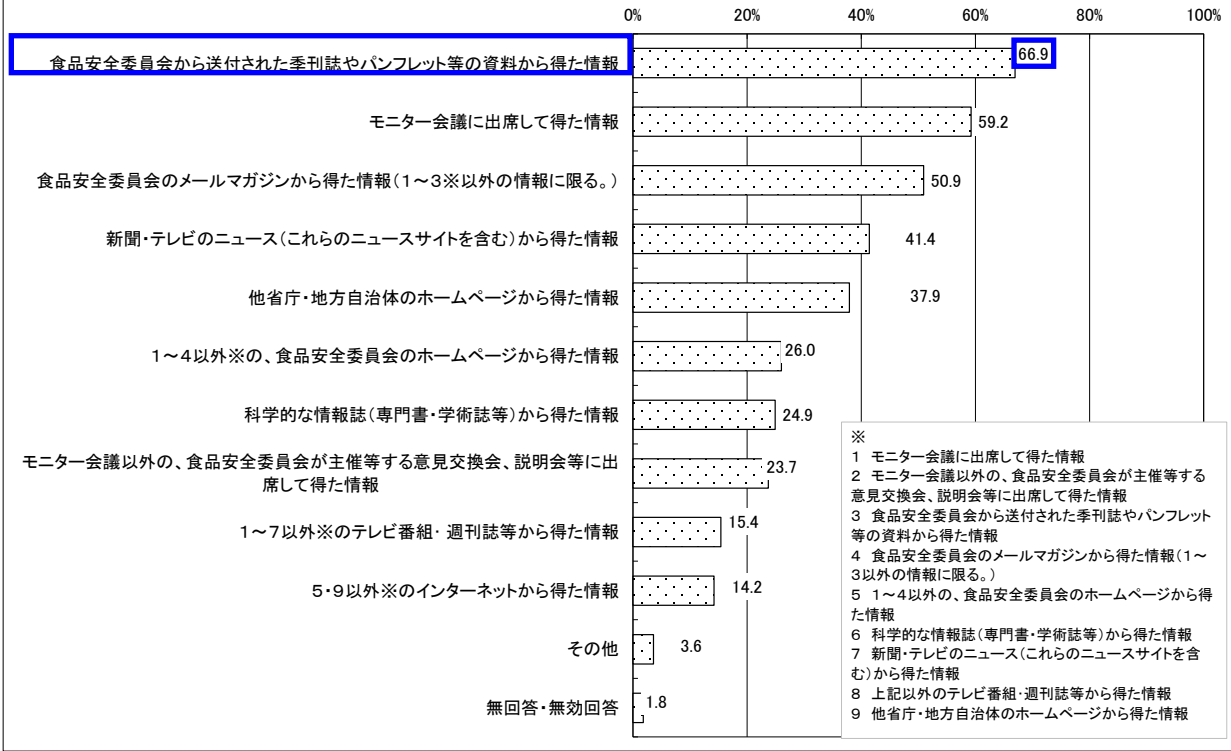 0% 20% 40% 60% 80% 100%
食品安全委員会から送付された季刊誌やパンフレット等の資料から得た情報 66.9
モニター会議に出席して得た情報 59.2
食品安全委員会のメールマガジンから得た情報(1~3※以外の情報に限る。) 50.9
新聞・テレビのニュース(これらのニュースサイトを含む)から得た情報 41.4
他省庁・地方自治体のホームページから得た情報 37.9
1~4以外※の、食品安全委員会のホームページから得た情報 26.0
科学的な情報誌(専門書・学術誌等)から得た情報 24.9
モニター会議以外の、食品安全委員会が主催等する意見交換会、説明会等に出
席して得た情報 23.7
1~7以外※のテレビ番組・週刊誌等から得た情報 15.4
5・9以外※のインターネットから得た情報 14.2
その他 3.6
無回答・無効回答 1.8
※
1 モニター会議に出席して得た情報
2 モニター会議以外の、食品安全委員会が主催等する
意見交換会、説明会等に出席して得た情報
3 食品安全委員会から送付された季刊誌やパンフレット
等の資料から得た情報
4 食品安全委員会のメールマガジンから得た情報(1~
3以外の情報に限る。)
5 1~4以外の、食品安全委員会のホームページから得
た情報
6 科学的な情報誌(専門書・学術誌等)から得た情報
7 新聞・テレビのニュース(これらのニュースサイトを含
む)から得た情報
8 上記以外のテレビ番組・週刊誌等から得た情報
9 他省庁・地方自治体のホームページから得た情報